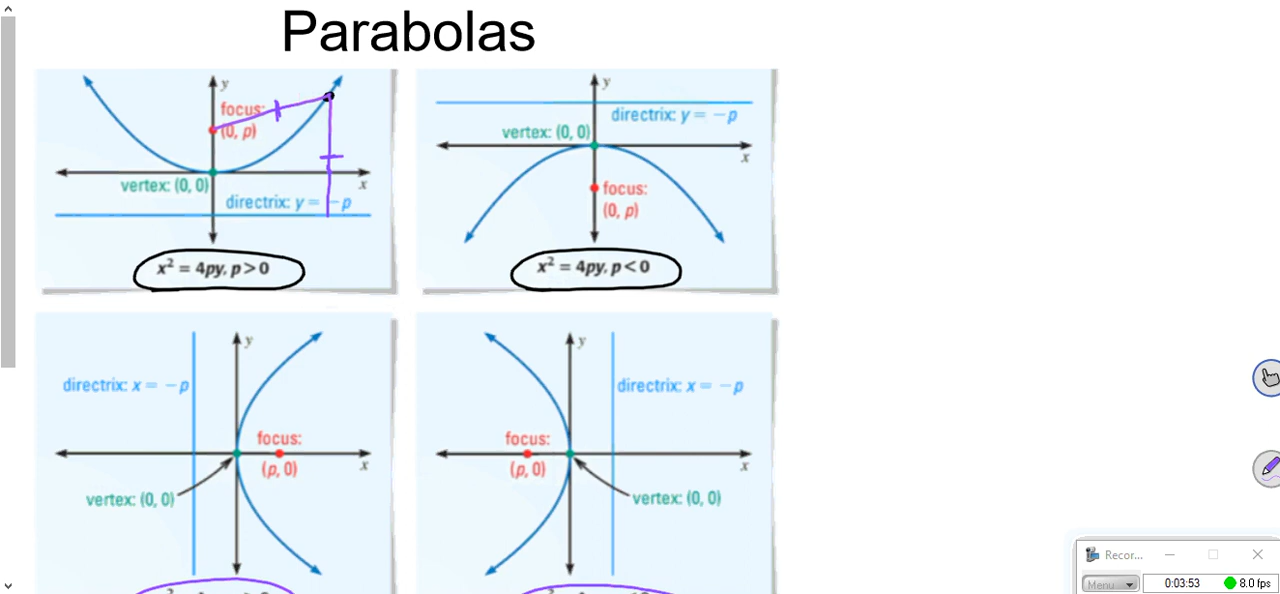 Parabolas
y
focus:
(0, p)
vertex: (0, 0)
x
directrix: y = -p
x² = 4py, p > 0
y
directrix: y = -p
vertex: (0, 0)
x
focus:
(0, p)
x² = 4py, p < 0
y
directrix: x = -p
focus:
(p, 0)
x
vertex: (0, 0)
y
directrix: x = -p
focus:
(p, 0)
x
vertex: (0, 0)
Recor...
Menu
0:03:53
8.0 fps